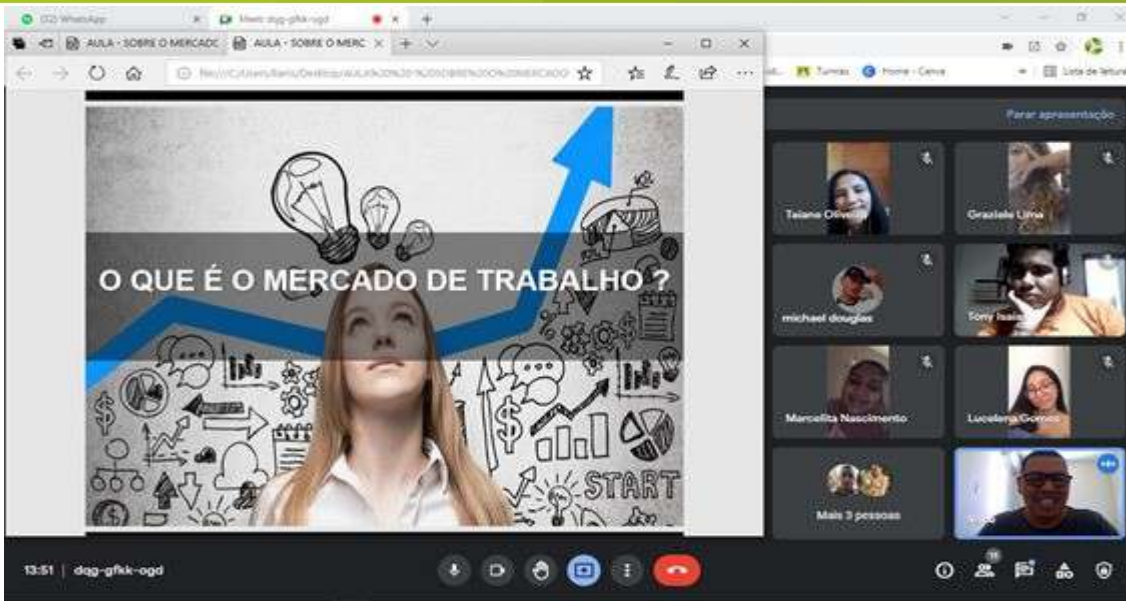 (12) WhatsApp
Meet: dqg-gfkk-ogd
AULA - SOBRE O MERCADO
AULA - SOBRE O MERC
Turmas
Home - Canva
Lista de leitura
Parar apresentação
O QUE É O MERCADO DE TRABALHO ?
START
Taiane Oliveira
Graziele Lima
michael douglas
Tony Isaias
Marcelita Nascimento
Lucelena Gomes
Mais 3 pessoas
Você
13:51 | dqg-gfkk-ogd